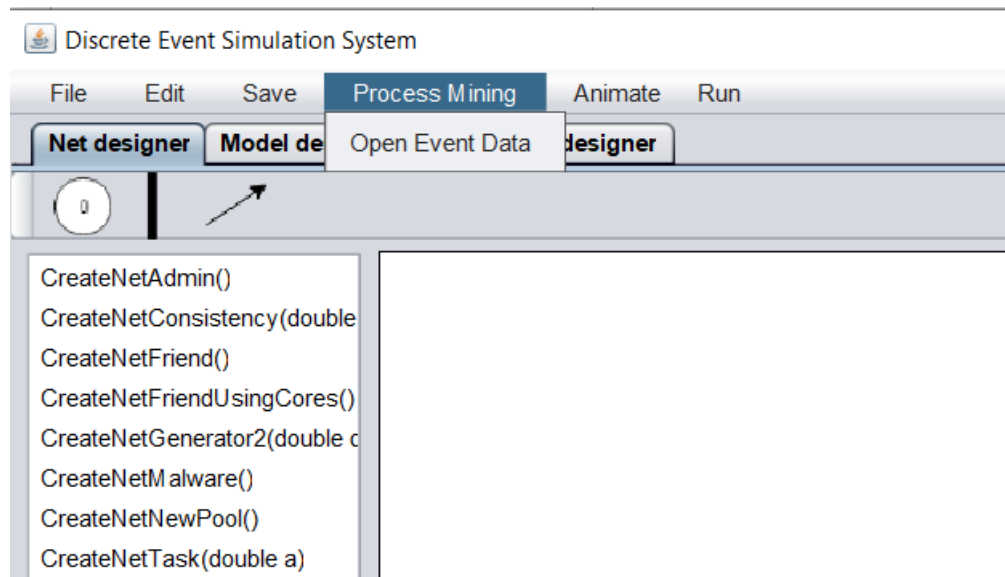 Discrete Event Simulation System
File Edit Save Process Mining Animate Run
Net designer Model de designer
Open Event Data
0
CreateNetAdmin()
CreateNetConsistency(double
CreateNetFriend()
CreateNetFriendUsingCores()
CreateNetGenerator2(double d
CreateNetMalware()
CreateNetNewPool()
CreateNetTask(double a)